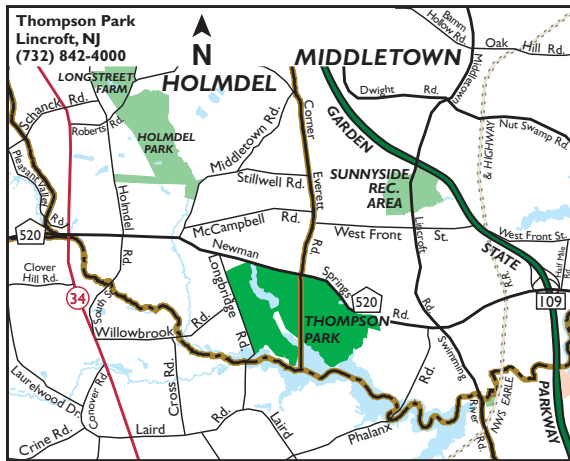 Thompson Park
Lincroft, NJ
(732) 842-4000
N
HOLMDEL
MIDDLETOWN
LONGSTREET
FARM
Schanck Rd.
Roberts Rd.
HOLMDEL
PARK
Pleasant Valley
Rd.
Holmdel
Rd.
Middletown Rd.
Stillwell Rd.
McCampbell Rd.
Corner
Everett
Rd.
GARDEN
STATE
PARKWAY
Bamm
Hollow Rd.
Oak Hill Rd.
Middletown
Dwight Rd.
Nut Swamp Rd.
& HIGHWAY
R.R.
NWS EARLE
SUNNYSIDE
REC.
AREA
Lincroft
Rd.
West Front St.
West Front St.
Half Mile
Rd.
520
Newman
Springs
Rd.
520
109
Clover
Hill Rd.
34
South St.
Longbridge
Rd.
THOMPSON
PARK
Willowbrook Rd.
Swimming
River
Rd.
Laurelwood Dr.
Conover Rd.
Cross Rd.
Crine Rd.
Laird Rd.
Laird
Phalanx Rd.